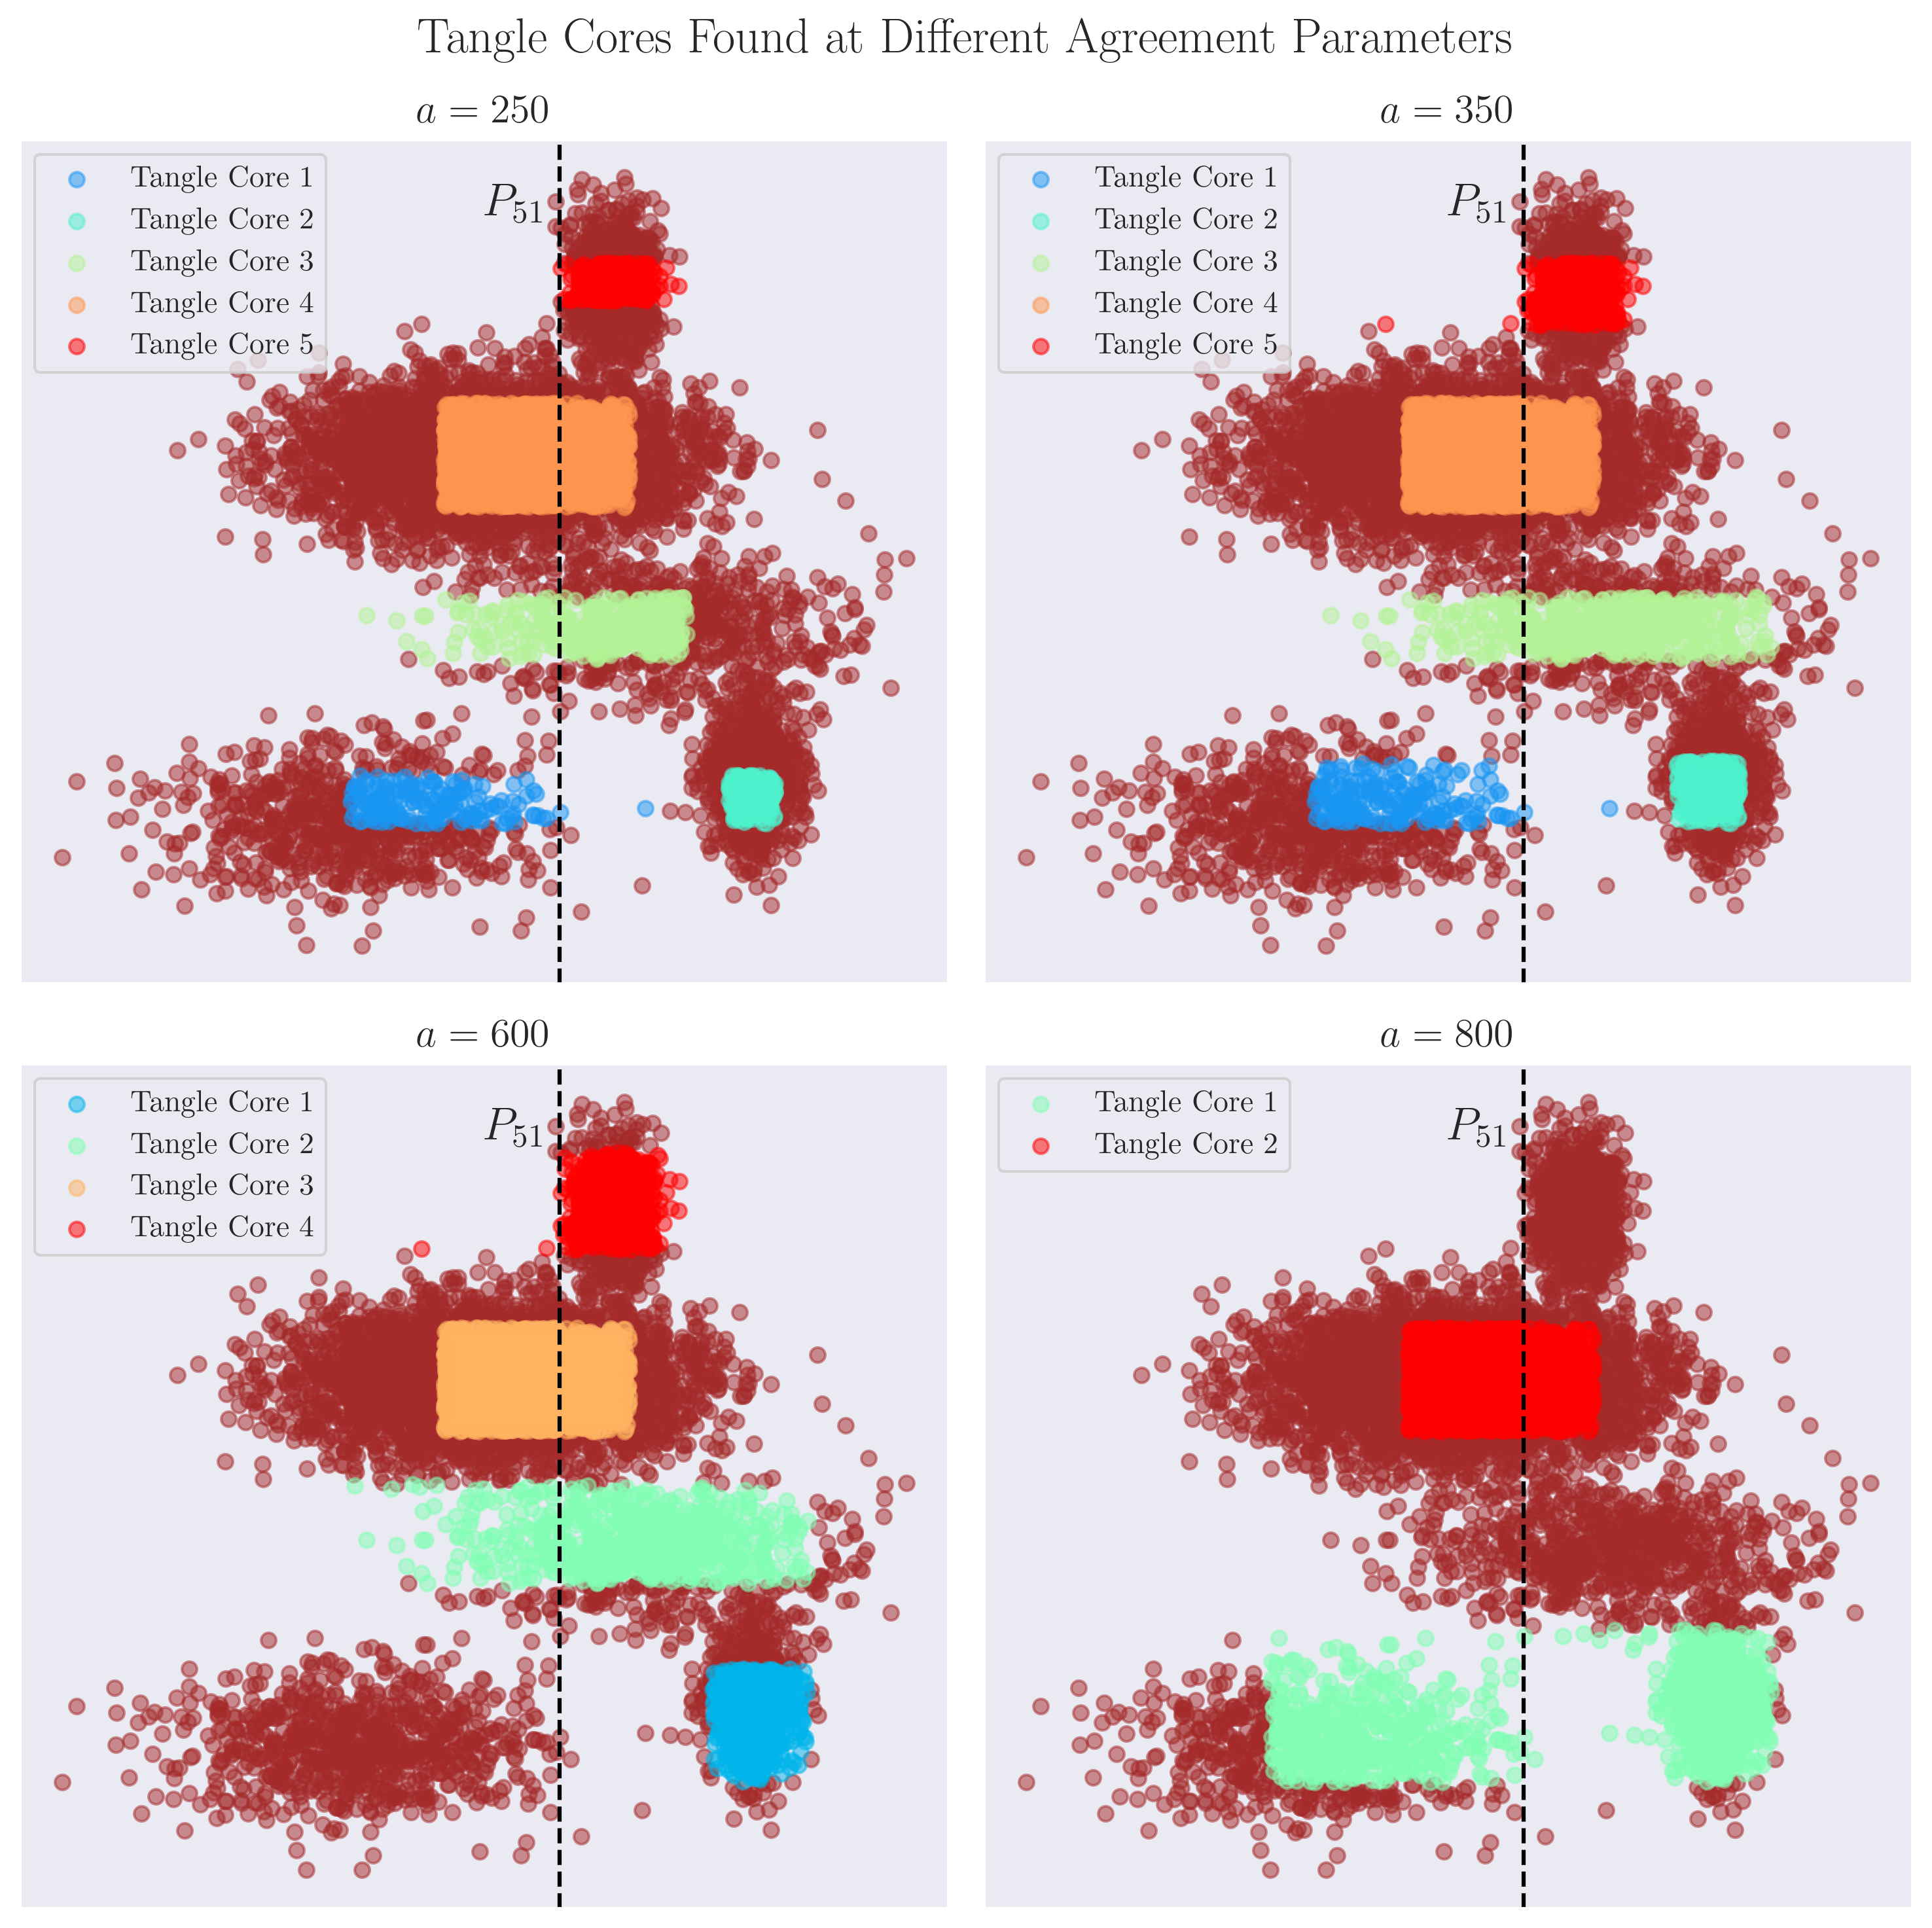 Tangle Cores Found at Different Agreement Parameters
a = 250
Tangle Core 1
Tangle Core 2
Tangle Core 3
Tangle Core 4
Tangle Core 5
P51
a = 350
Tangle Core 1
Tangle Core 2
Tangle Core 3
Tangle Core 4
Tangle Core 5
P51
a = 600
Tangle Core 1
Tangle Core 2
Tangle Core 3
Tangle Core 4
P51
a = 800
Tangle Core 1
Tangle Core 2
P51